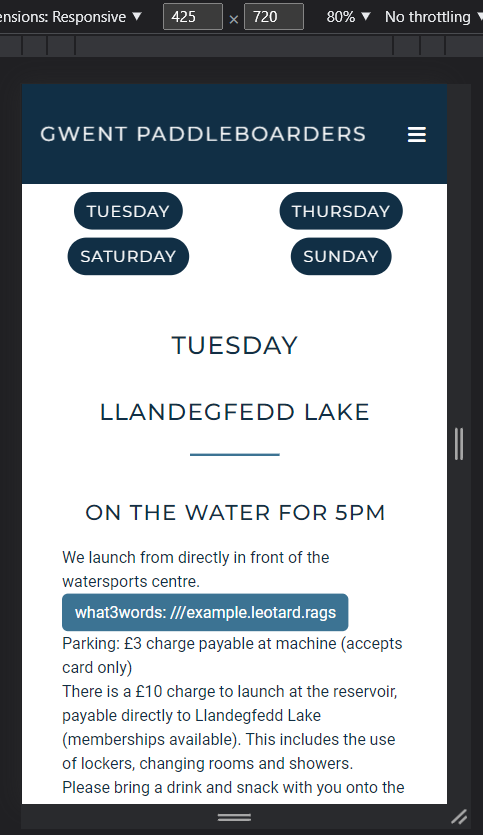 ensions: Responsive ▼ 425 × 720 80% ▼ No throttling ▼
GWENT PADDLEBOARDERS
TUESDAY THURSDAY
SATURDAY SUNDAY
TUESDAY
LLANDEGFEDD LAKE
ON THE WATER FOR 5PM
We launch from directly in front of the
watersports centre.
what3words: ///example.leotard.rags
Parking: £3 charge payable at machine (accepts
card only)
There is a £10 charge to launch at the reservoir,
payable directly to Llandegfedd Lake
(memberships available). This includes the use
of lockers, changing rooms and showers.
Please bring a drink and snack with you onto the